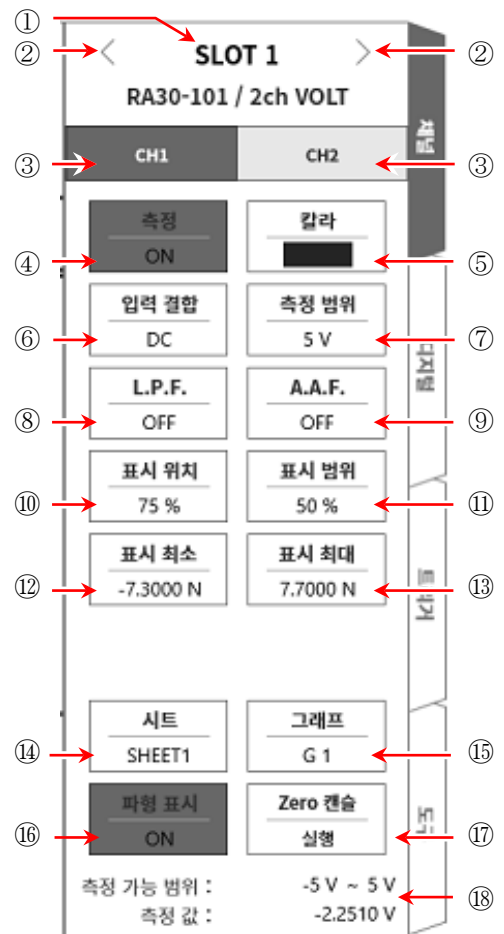 ①
② < SLOT 1 > ②
RA30-101 / 2ch VOLT
채널
③ CH1 CH2 ③
측정 칼라
④ ON ⑤
입력 결합 측정 범위
⑥ DC 5 V ⑦
디지털
L.P.F. A.A.F.
⑧ OFF OFF ⑨
표시 위치 표시 범위
⑩ 75 % 50 % ⑪
표시 최소 표시 최대
⑫ -7.3000 N 7.7000 N ⑬
트리거
시트 그래프
⑭ SHEET1 G 1 ⑮
파형 표시 Zero 캔슬
⑯ ON 실행 ⑰
측정 가능 범위 : -5 V ~ 5 V
측정 값 : -2.2510 V ⑱